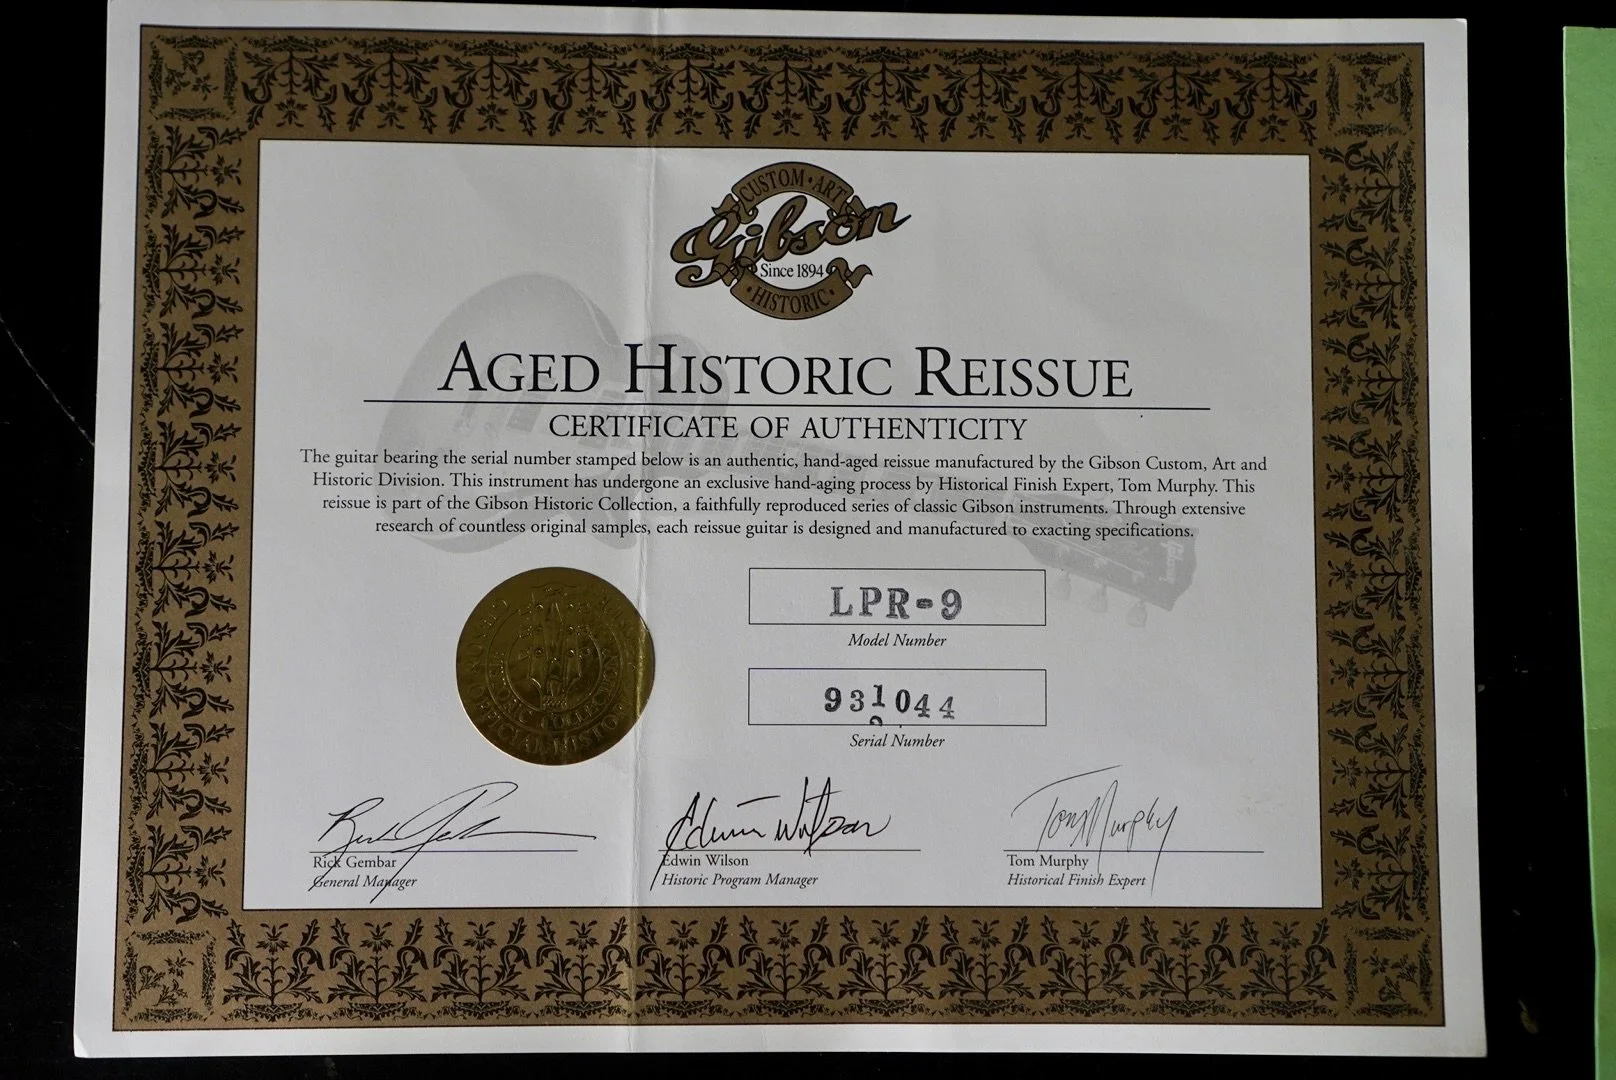 CUSTOM • ART
Gibson
Since 1894
• HISTORIC •
AGED HISTORIC REISSUE
CERTIFICATE OF AUTHENTICITY
The guitar bearing the serial number stamped below is an authentic, hand-aged reissue manufactured by the Gibson Custom, Art and
Historic Division. This instrument has undergone an exclusive hand-aging process by Historical Finish Expert, Tom Murphy. This
reissue is part of the Gibson Historic Collection, a faithfully reproduced series of classic Gibson instruments. Through extensive
research of countless original samples, each reissue guitar is designed and manufactured to exacting specifications.
LPR-9
Model Number
931044
Serial Number
Edwin Wilson
Tom Murphy
Rick Gembar
Edwin Wilson
Tom Murphy
General Manager
Historic Program Manager
Historical Finish Expert